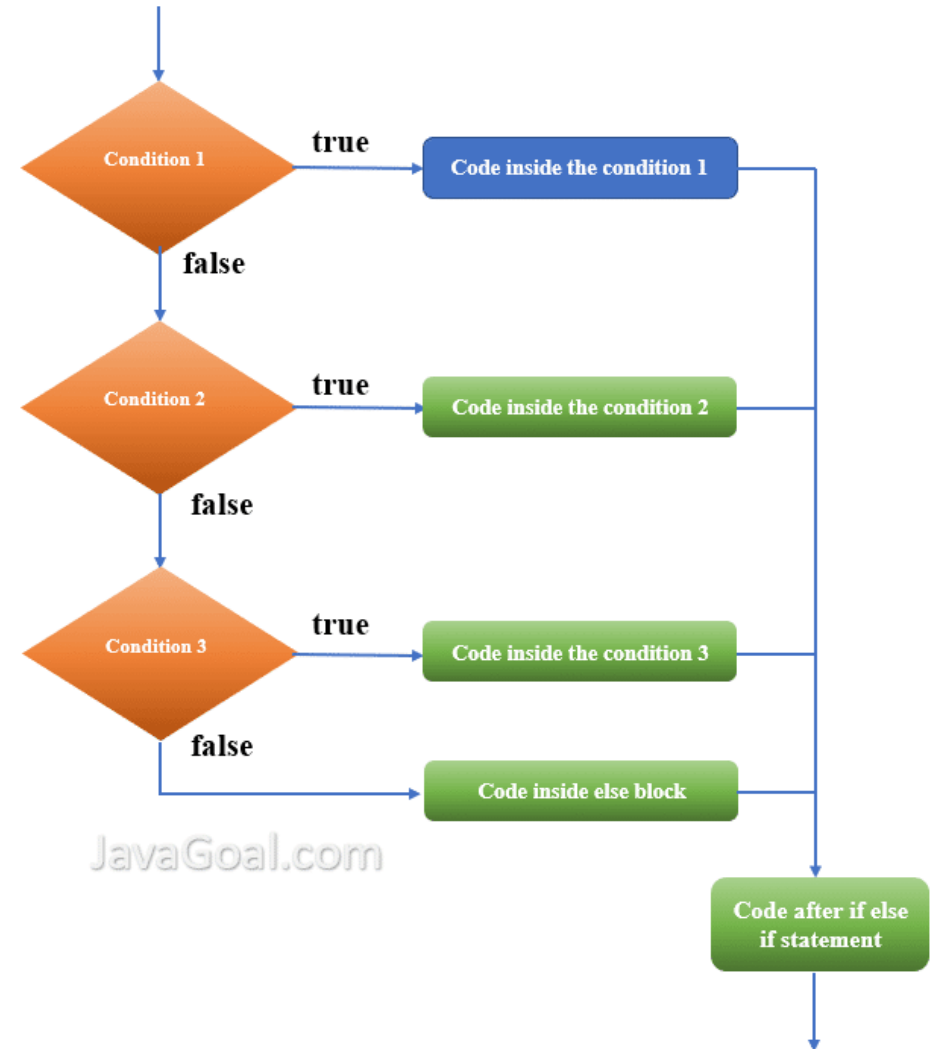 Condition 1
true
Code inside the condition 1
false
Condition 2
true
Code inside the condition 2
false
Condition 3
true
Code inside the condition 3
false
Code inside else block
JavaGoal.com
Code after if else
if statement